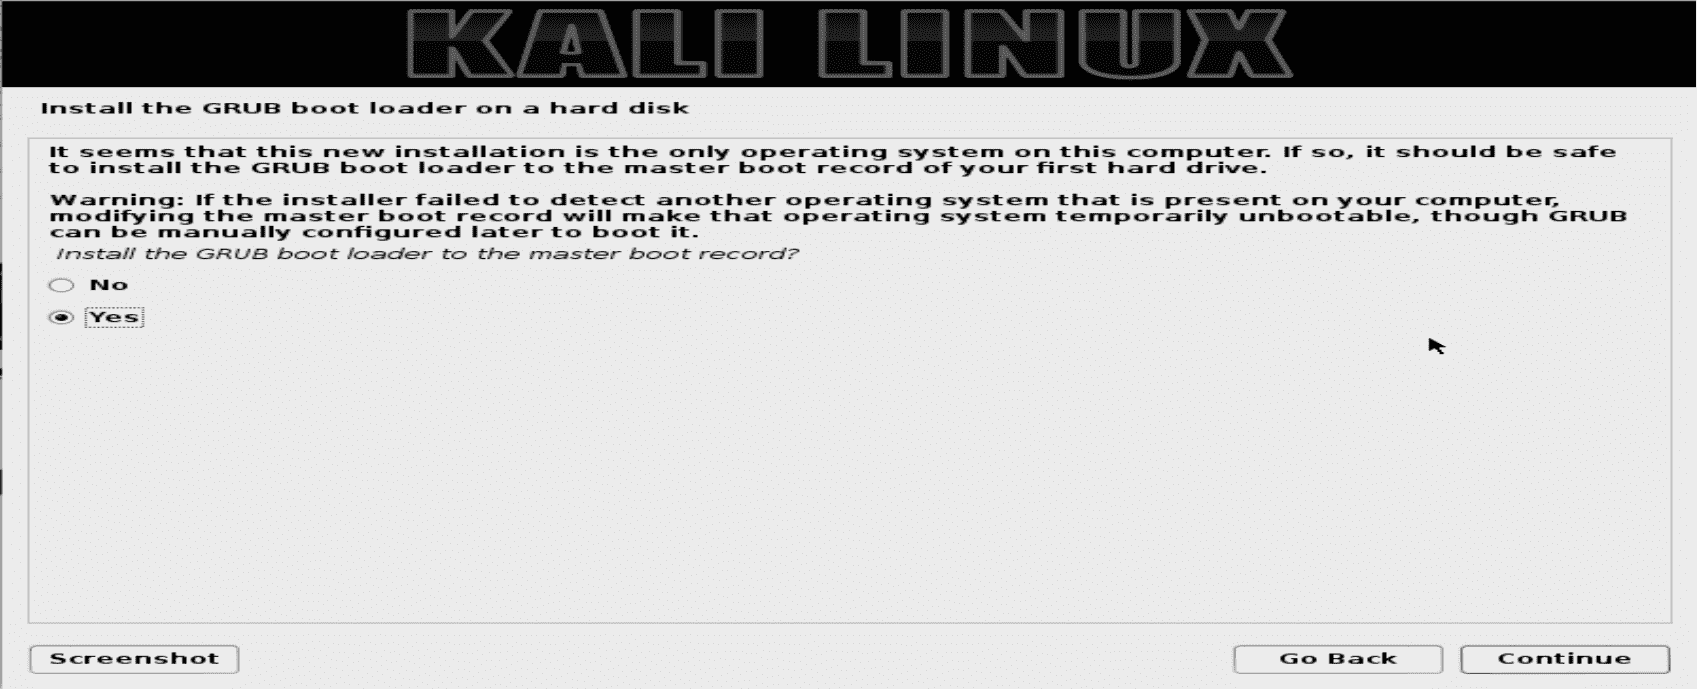 KALI LINUX
Install the GRUB boot loader on a hard disk
It seems that this new installation is the only operating system on this computer. If so, it should be safe
to install the GRUB boot loader to the master boot record of your first hard drive.
Warning: If the installer failed to detect another operating system that is present on your computer,
modifying the master boot record will make that operating system temporarily unbootable, though GRUB
can be manually configured later to boot it.
Install the GRUB boot loader to the master boot record?
No
Yes
Screenshot
Go Back
Continue